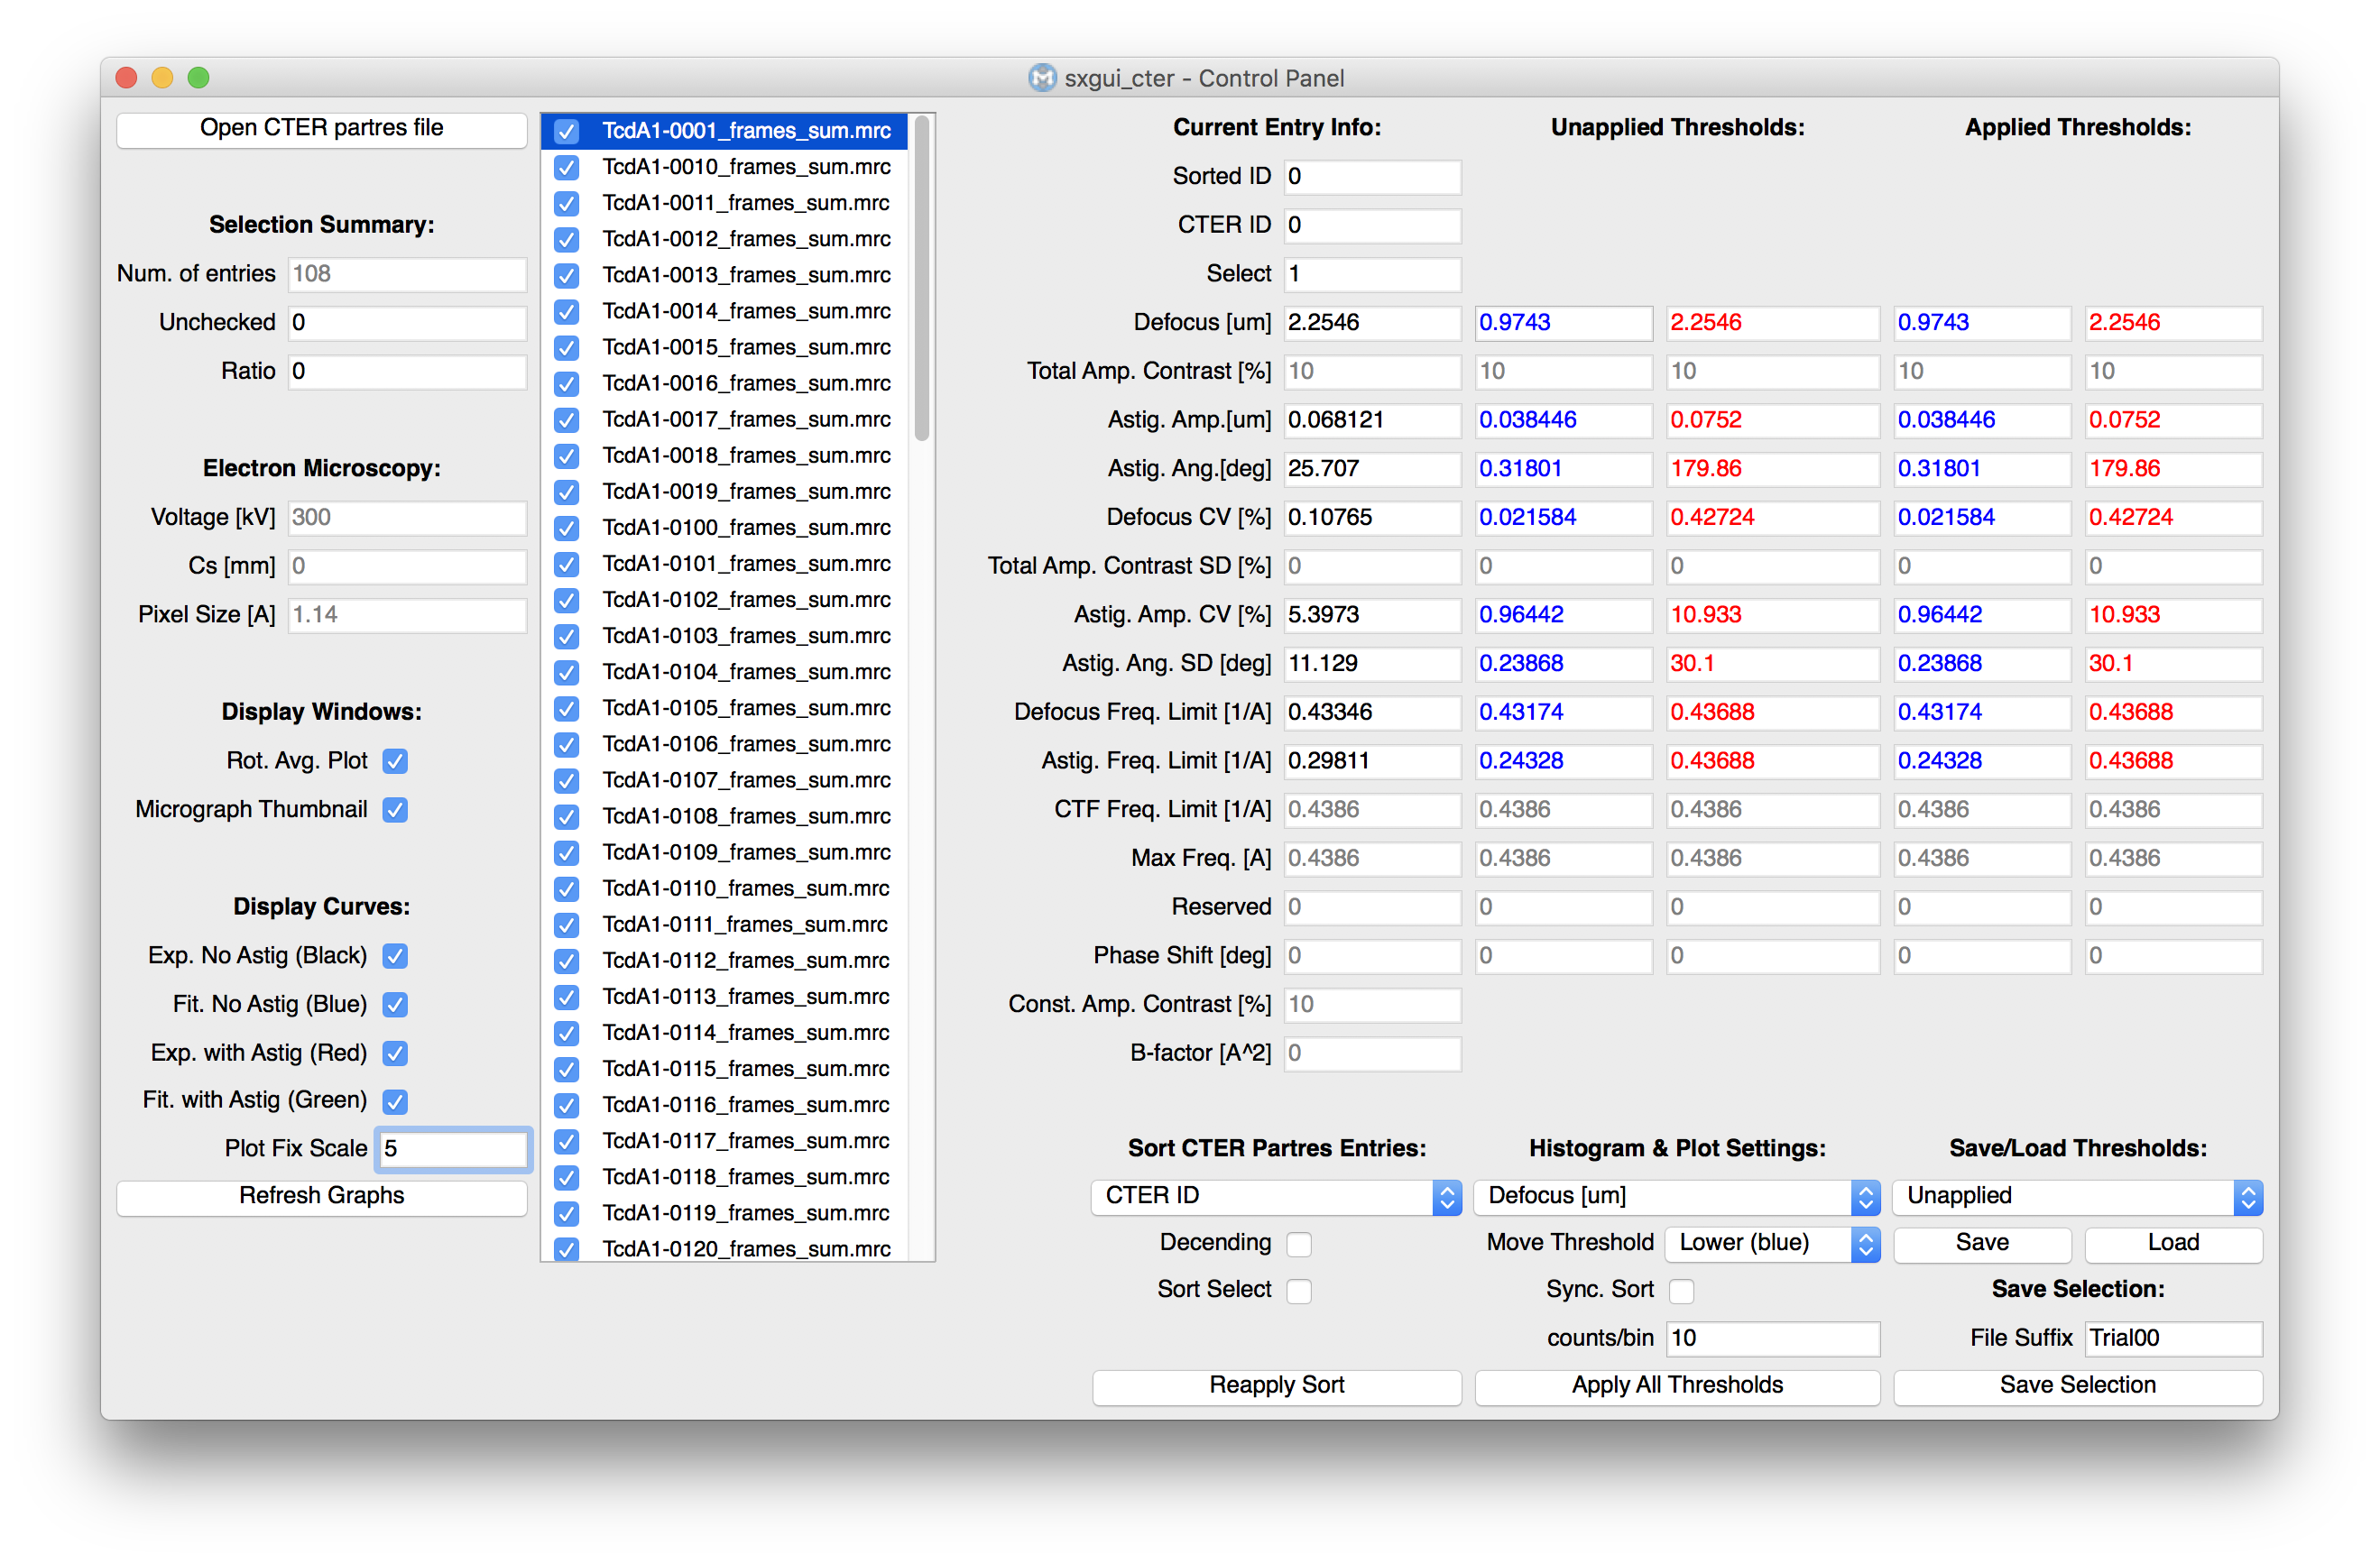 sxgui_cter - Control Panel
Open CTER partres file
Selection Summary:
Num. of entries 108
Unchecked 0
Ratio 0
Electron Microscopy:
Voltage [kV] 300
Cs [mm] 0
Pixel Size [A] 1.14
Display Windows:
Rot. Avg. Plot
Micrograph Thumbnail
Display Curves:
Exp. No Astig (Black)
Fit. No Astig (Blue)
Exp. with Astig (Red)
Fit. with Astig (Green)
Plot Fix Scale 5
Refresh Graphs
TcdA1-0001_frames_sum.mrc
TcdA1-0010_frames_sum.mrc
TcdA1-0011_frames_sum.mrc
TcdA1-0012_frames_sum.mrc
TcdA1-0013_frames_sum.mrc
TcdA1-0014_frames_sum.mrc
TcdA1-0015_frames_sum.mrc
TcdA1-0016_frames_sum.mrc
TcdA1-0017_frames_sum.mrc
TcdA1-0018_frames_sum.mrc
TcdA1-0019_frames_sum.mrc
TcdA1-0100_frames_sum.mrc
TcdA1-0101_frames_sum.mrc
TcdA1-0102_frames_sum.mrc
TcdA1-0103_frames_sum.mrc
TcdA1-0104_frames_sum.mrc
TcdA1-0105_frames_sum.mrc
TcdA1-0106_frames_sum.mrc
TcdA1-0107_frames_sum.mrc
TcdA1-0108_frames_sum.mrc
TcdA1-0109_frames_sum.mrc
TcdA1-0110_frames_sum.mrc
TcdA1-0111_frames_sum.mrc
TcdA1-0112_frames_sum.mrc
TcdA1-0113_frames_sum.mrc
TcdA1-0114_frames_sum.mrc
TcdA1-0115_frames_sum.mrc
TcdA1-0116_frames_sum.mrc
TcdA1-0117_frames_sum.mrc
TcdA1-0118_frames_sum.mrc
TcdA1-0119_frames_sum.mrc
TcdA1-0120_frames_sum.mrc
Current Entry Info: Unapplied Thresholds: Applied Thresholds:
Sorted ID 0
CTER ID 0
Select 1
Defocus [um] 2.2546 0.9743 2.2546 0.9743 2.2546
Total Amp. Contrast [%] 10 10 10 10 10
Astig. Amp.[um] 0.068121 0.038446 0.0752 0.038446 0.0752
Astig. Ang.[deg] 25.707 0.31801 179.86 0.31801 179.86
Defocus CV [%] 0.10765 0.021584 0.42724 0.021584 0.42724
Total Amp. Contrast SD [%] 0 0 0 0 0
Astig. Amp. CV [%] 5.3973 0.96442 10.933 0.96442 10.933
Astig. Ang. SD [deg] 11.129 0.23868 30.1 0.23868 30.1
Defocus Freq. Limit [1/A] 0.43346 0.43174 0.43688 0.43174 0.43688
Astig. Freq. Limit [1/A] 0.29811 0.24328 0.43688 0.24328 0.43688
CTF Freq. Limit [1/A] 0.4386 0.4386 0.4386 0.4386 0.4386
Max Freq. [A] 0.4386 0.4386 0.4386 0.4386 0.4386
Reserved 0 0 0 0 0
Phase Shift [deg] 0 0 0 0 0
Const. Amp. Contrast [%] 10
B-factor [A^2] 0
Sort CTER Partres Entries:
CTER ID
Decending
Sort Select
Reapply Sort
Histogram & Plot Settings:
Defocus [um]
Move Threshold Lower (blue)
Sync. Sort
counts/bin 10
Apply All Thresholds
Save/Load Thresholds:
Unapplied
Save Load
Save Selection:
File Suffix Trial00
Save Selection